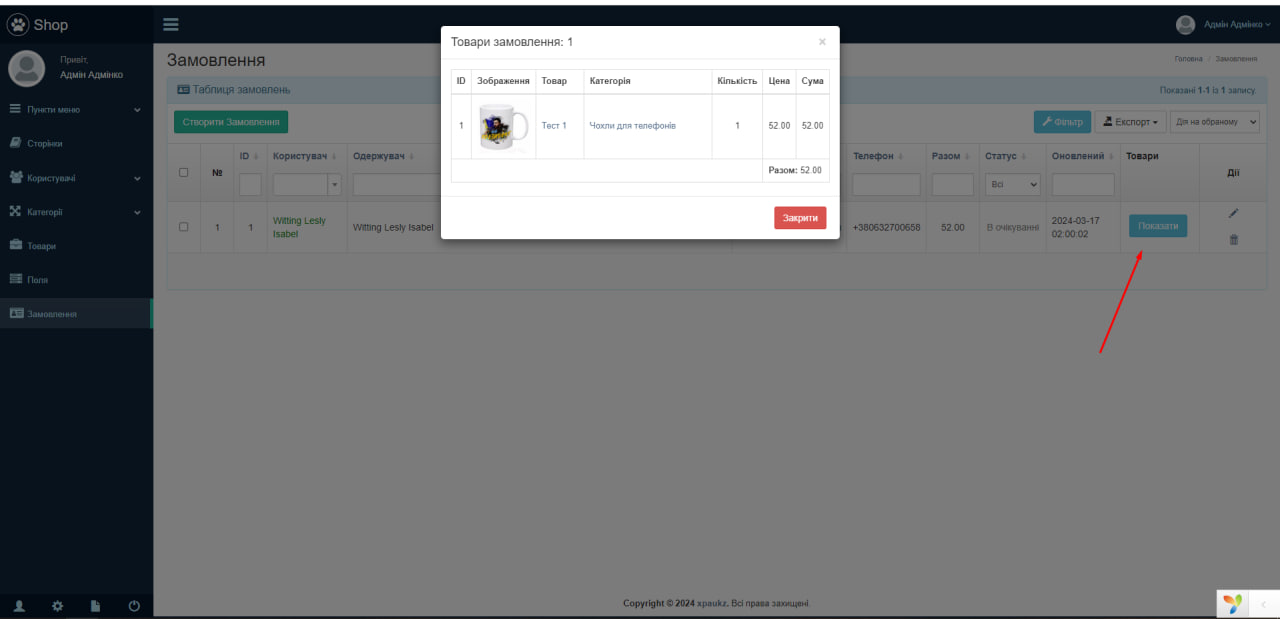 Shop
Адмін Адмінко
Привіт,
Адмін Адмінко
Пункти меню
Сторінки
Користувачі
Категорії
Товари
Поля
Замовлення
Замовлення
Головна / Замовлення
Таблиця замовлень
Показані 1-1 із 1 запису.
Створити Замовлення
Фільтр
Експорт
Дія на обраному
№ ID Користувач Одержувач Телефон Разом Статус Оновлений Товари Дії
Всі
1 1 Witting Lesly Isabel Witting Lesly Isabel +380632700658 52.00 В очікуванні 2024-03-17 02:00:02 Показати
Товари замовлення: 1 ×
ID Зображення Товар Категорія Кількість Цена Сума
1 Тест 1 Чохли для телефонів 1 52.00 52.00
Разом: 52.00
Закрити
Copyright © 2024 xpaukz. Всі права захищені.